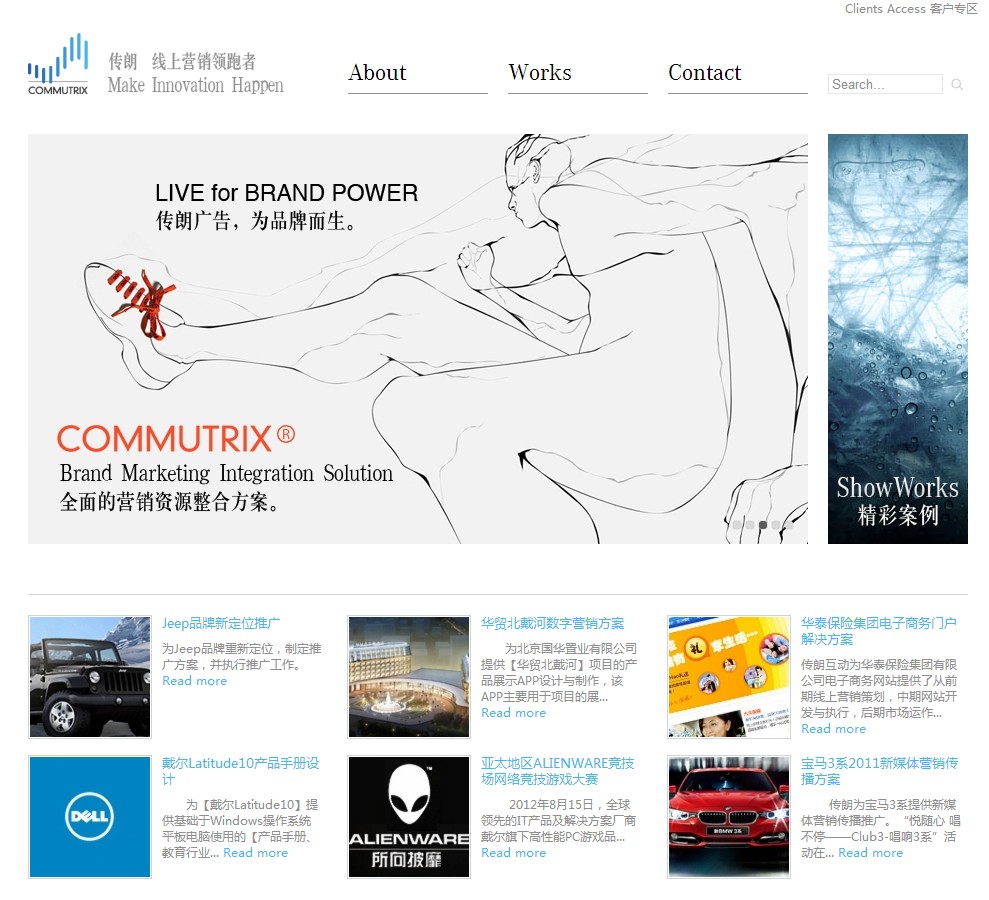 Clients Access 客户专区
COMMUTRIX
传朗 线上营销领跑者
Make Innovation Happen
About
Works
Contact
Search...
LIVE for BRAND POWER
传朗广告，为品牌而生。
COMMUTRIX®
Brand Marketing Integration Solution
全面的营销资源整合方案。
ShowWorks
精彩案例
Jeep品牌新定位推广
为Jeep品牌重新定位，制定推
广方案，并执行推广工作。
Read more
华贸北戴河数字营销方案
为北京国华置业有限公司
提供【华贸北戴河】项目的产
品展示APP设计与制作，该
APP主要用于项目的展...
Read more
礼
享生活
华泰保险集团电子商务门户
解决方案
传朗互动为华泰保险集团有限
公司电子商务网站提供了从前
期线上营销策划，中期网站开
发与执行，后期市场运作...
Read more
DELL
戴尔Latitude10产品手册设
计
为【戴尔Latitude10】提
供基础于Windows操作系统
平板电脑使用的【产品手册、
教育行业... Read more
ALIENWARE
所向披靡
亚太地区ALIENWARE竞技
场网络竞技游戏大赛
2012年8月15日，全球
领先的IT产品及解决方案厂商
戴尔旗下高性能PC游戏品...
Read more
新BMW 3系
宝马3系2011新媒体营销传
播方案
传朗为宝马3系提供新媒
体营销传播推广。“悦随心 唱
不停——Club3-唱响3系”活
动在... Read more